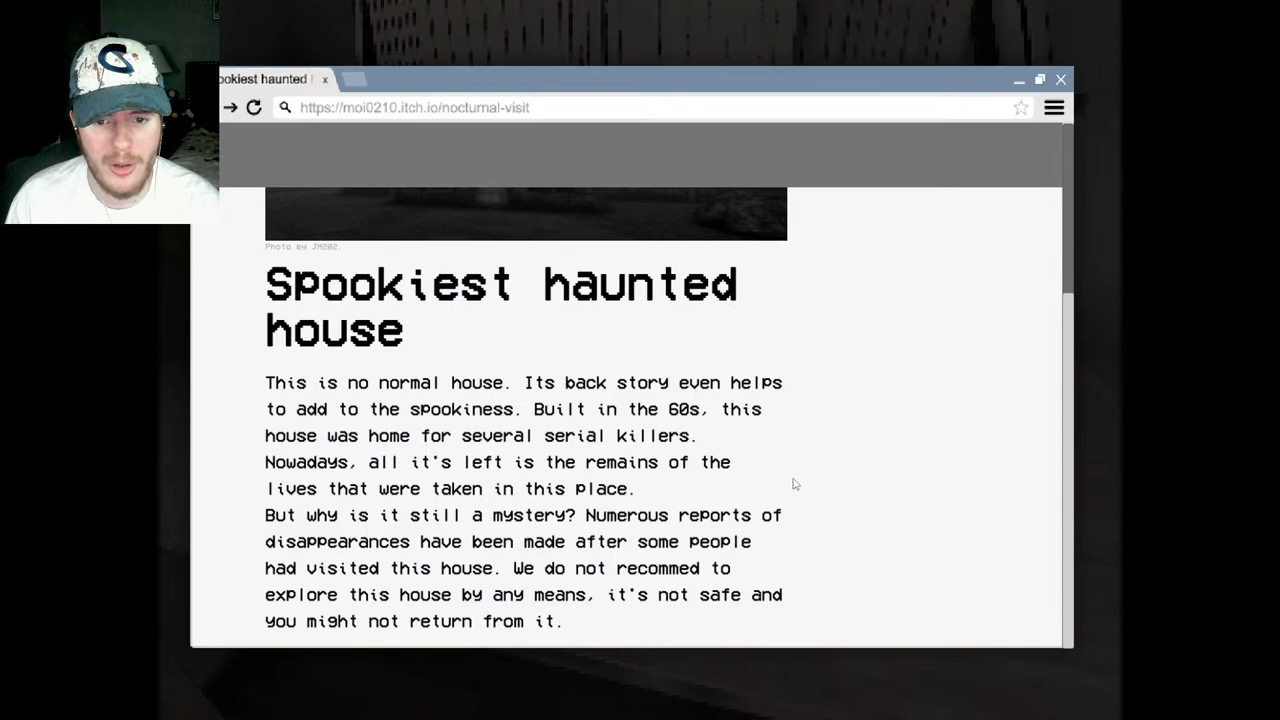 ookiest haunted
https://moi0210.itch.io/nocturnal-visit
Photo by JM202.
Spookiest haunted
house
This is no normal house. Its back story even helps
to add to the spookiness. Built in the 60s, this
house was home for several serial killers.
Nowadays, all it's left is the remains of the
lives that were taken in this place.
But why is it still a mystery? Numerous reports of
disappearances have been made after some people
had visited this house. We do not recommed to
explore this house by any means, it's not safe and
you might not return from it.